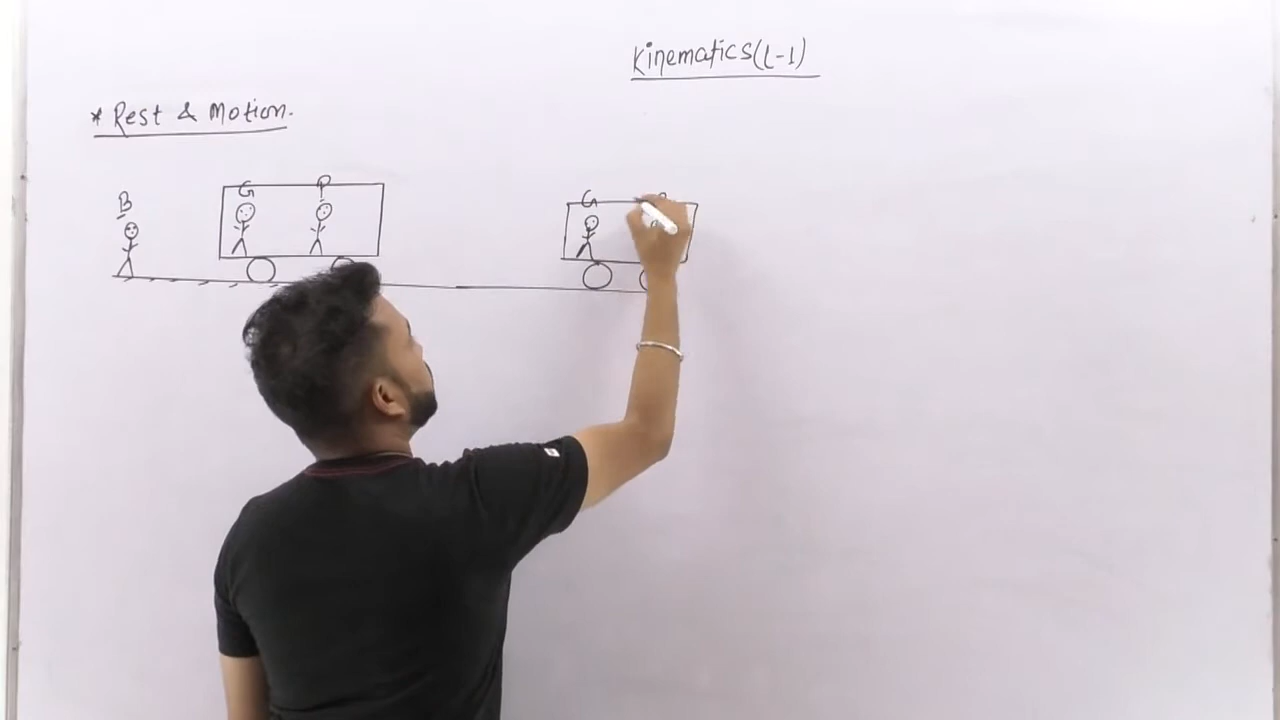 Kinematics(L-1)
* Rest & Motion.
B G P G